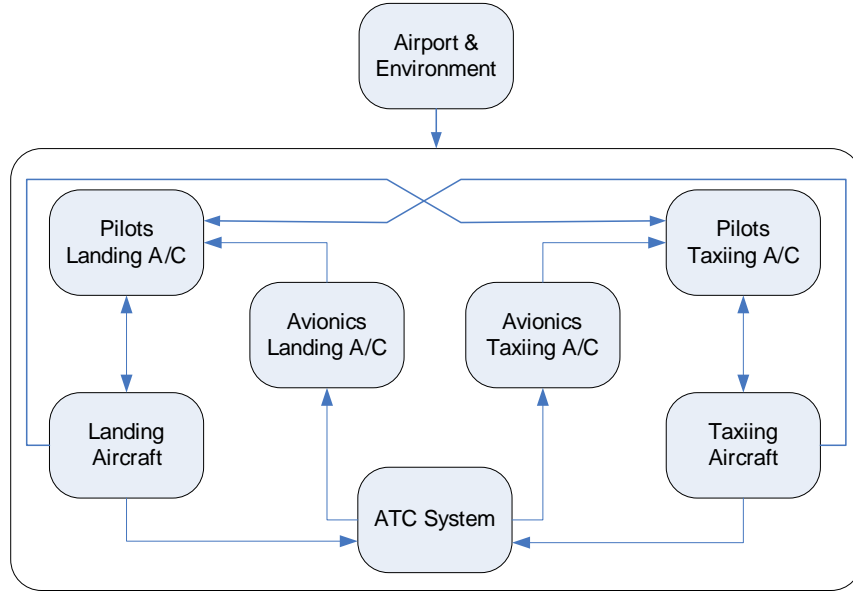 Airport &
Environment
Pilots
Landing A/C
Pilots
Taxiing A/C
Avionics
Landing A/C
Avionics
Taxiing A/C
Landing
Aircraft
Taxiing
Aircraft
ATC System